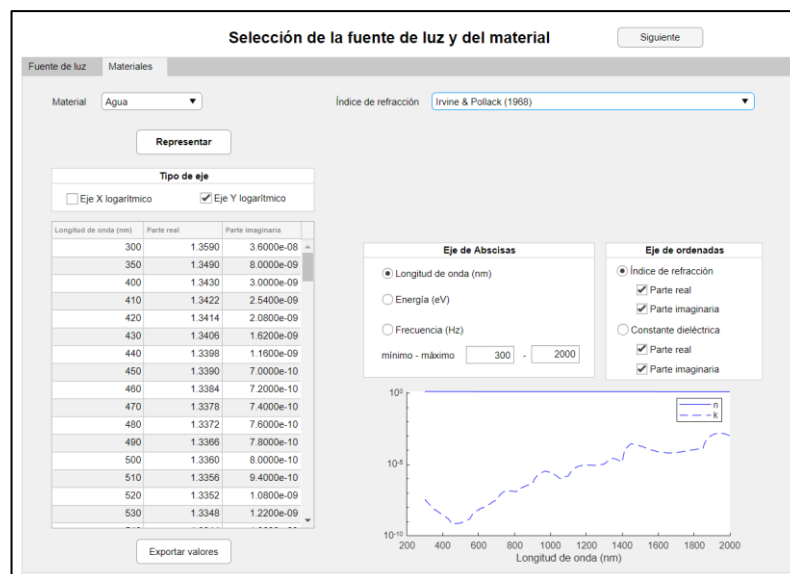 Selección de la fuente de luz y del material
Siguiente
Fuente de luz Materiales
Material Agua Índice de refracción Irvine & Pollack (1968)
Representar
Tipo de eje
Eje X logarítmico Eje Y logarítmico
Longitud de onda (nm) Parte real Parte imaginaria
300 1.3590 3.6000e-08
350 1.3490 8.0000e-09
400 1.3430 3.0000e-09
410 1.3422 2.5400e-09
420 1.3414 2.0800e-09
430 1.3406 1.6200e-09
440 1.3398 1.1600e-09
450 1.3390 7.0000e-10
460 1.3384 7.2000e-10
470 1.3378 7.4000e-10
480 1.3372 7.6000e-10
490 1.3366 7.8000e-10
500 1.3360 8.0000e-10
510 1.3356 9.4000e-10
520 1.3352 1.0800e-09
530 1.3348 1.2200e-09
Exportar valores
Eje de Abscisas
Longitud de onda (nm)
Energía (eV)
Frecuencia (Hz)
mínimo - máximo 300 - 2000
Eje de ordenadas
Índice de refracción
Parte real
Parte imaginaria
Constante dieléctrica
Parte real
Parte imaginaria
10⁰
10⁻⁵
10⁻¹⁰
n
k
200 400 600 800 1000 1200 1400 1600 1800 2000
Longitud de onda (nm)